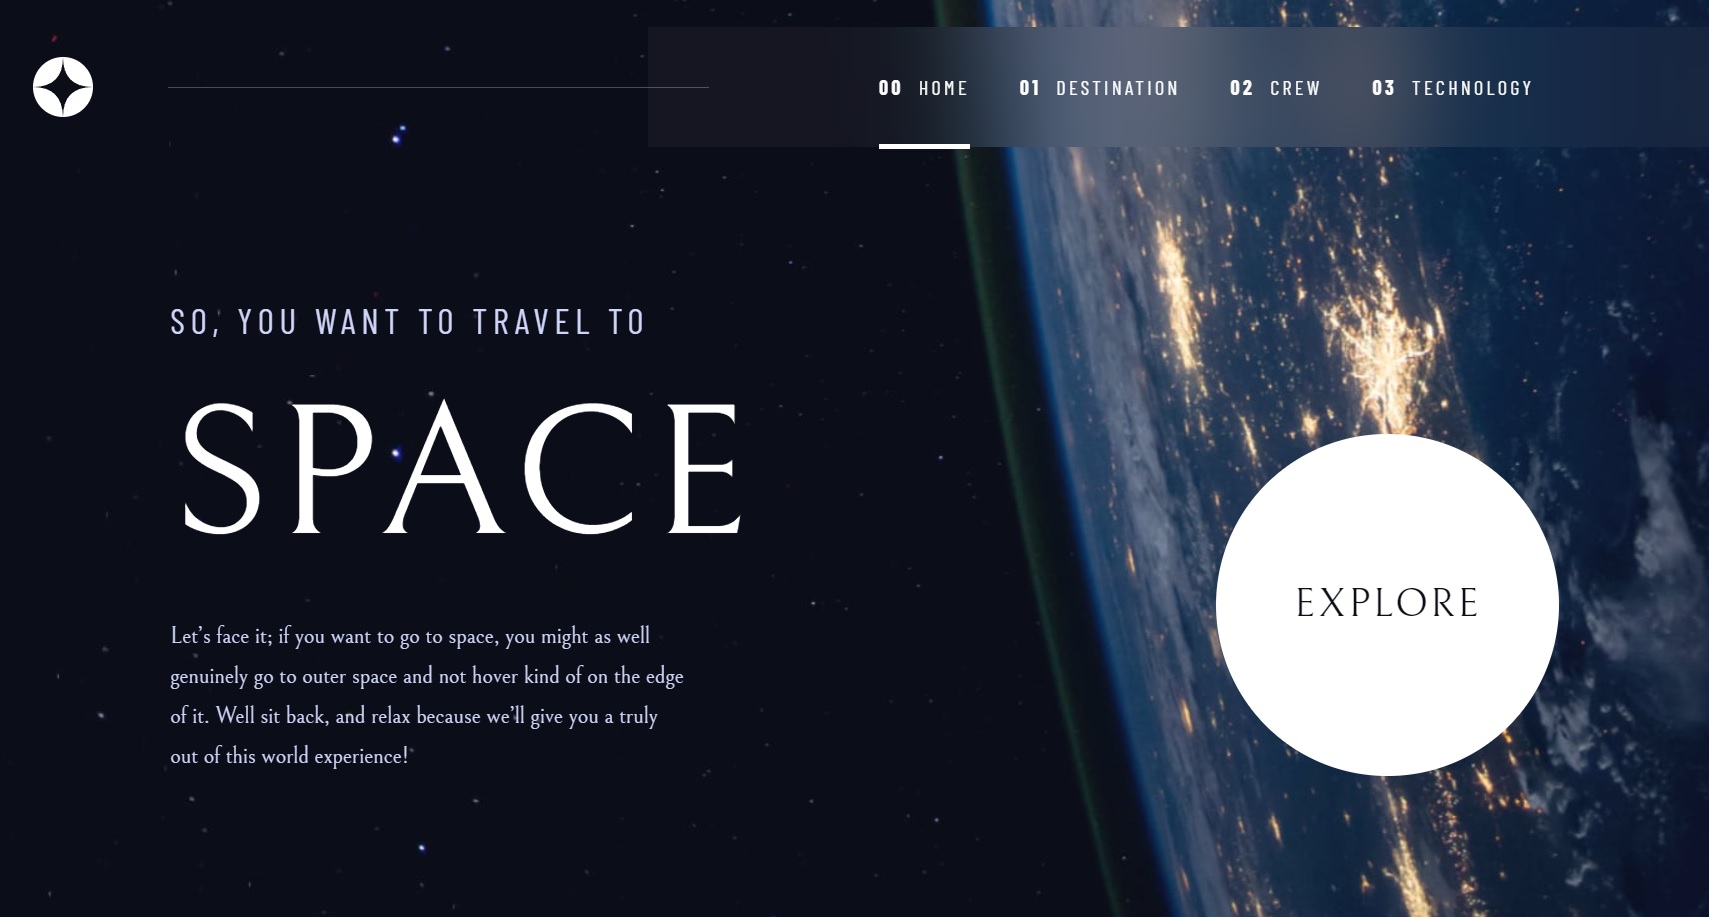 00 HOME 01 DESTINATION 02 CREW 03 TECHNOLOGY
SO, YOU WANT TO TRAVEL TO
SPACE
Let’s face it; if you want to go to space, you might as well
genuinely go to outer space and not hover kind of on the edge
of it. Well sit back, and relax because we’ll give you a truly
out of this world experience!
EXPLORE